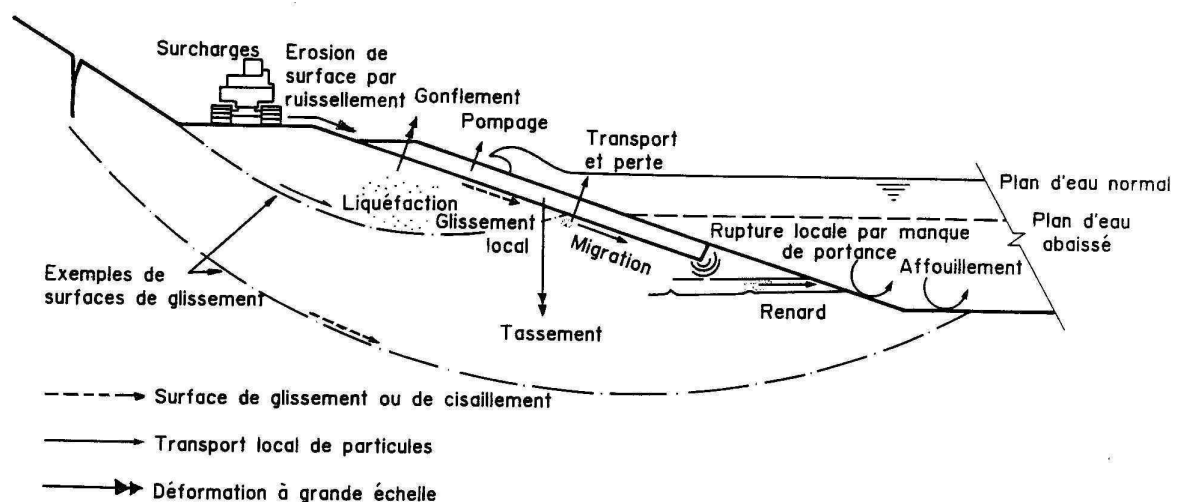 Surcharges
Erosion de
surface par
ruissellement
Gonflement
Pompage
Transport
et perte
Plan d'eau normal
Plan d'eau
abaissé
Liquéfaction
Glissement
local
Migration
Rupture locale par manque
de portance
Affouillement
Exemples de
surfaces de glissement
Renard
Tassement
Surface de glissement ou de cisaillement
Transport local de particules
Déformation à grande échelle